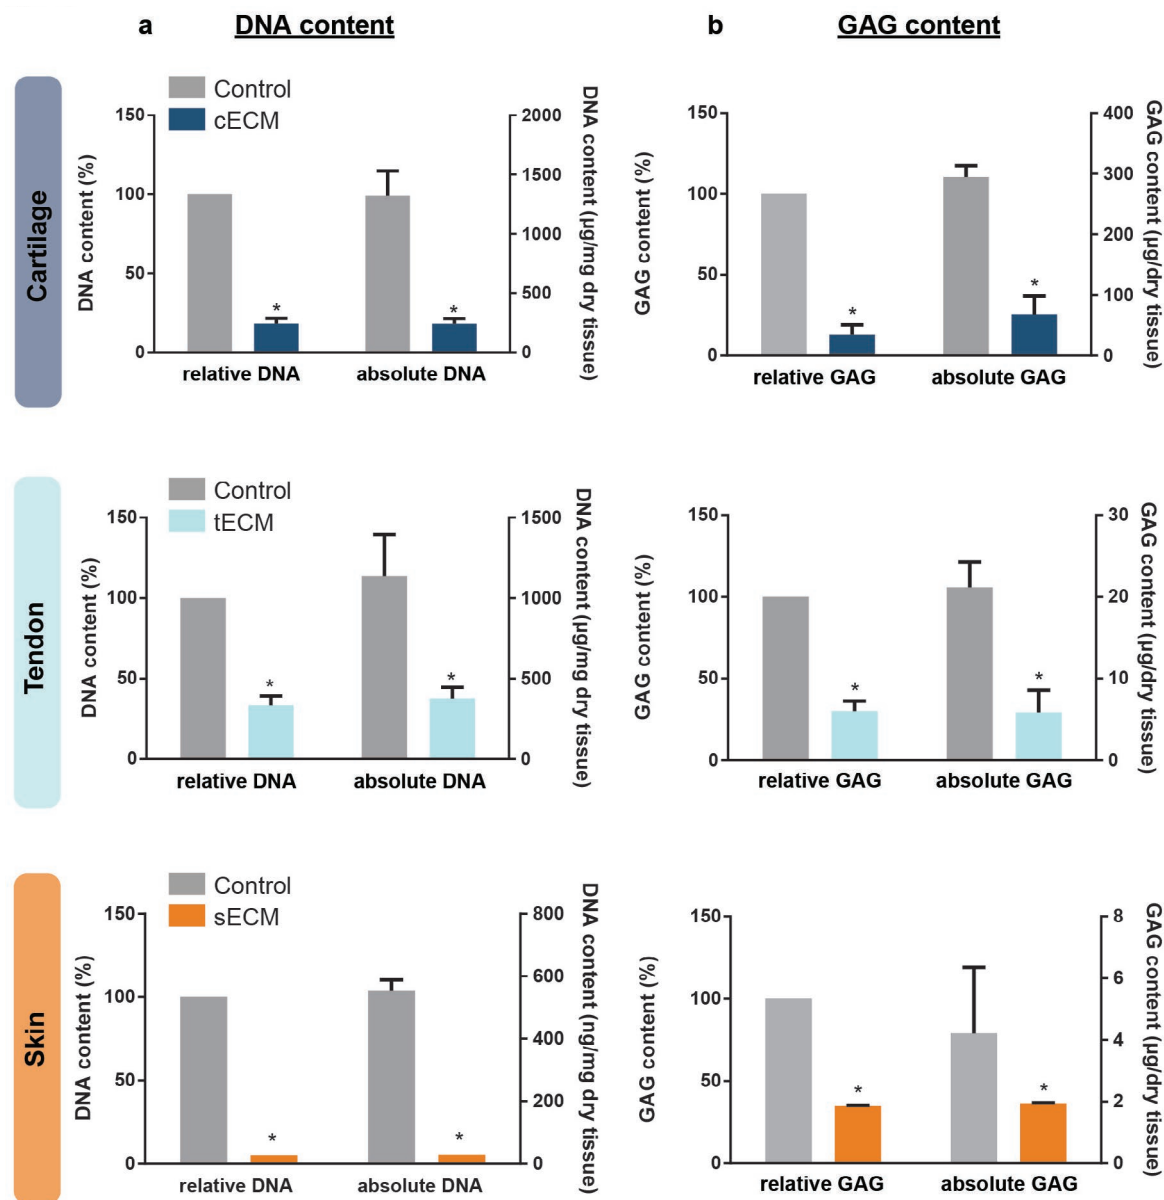 a
DNA content
b
GAG content
Cartilage
Control
cECM
DNA content (%)
150
100
50
0
2000
1500
1000
500
0
DNA content (µg/mg dry tissue)
relative DNA
absolute DNA
*
*
GAG content (%)
150
100
50
0
400
300
200
100
0
GAG content (µg/dry tissue)
relative GAG
absolute GAG
*
*
Tendon
Control
tECM
DNA content (%)
150
100
50
0
1500
1000
500
0
DNA content (µg/mg dry tissue)
relative DNA
absolute DNA
*
*
GAG content (%)
150
100
50
0
30
20
10
0
GAG content (µg/dry tissue)
relative GAG
absolute GAG
*
*
Skin
Control
sECM
DNA content (%)
150
100
50
0
800
600
400
200
0
DNA content (ng/mg dry tissue)
relative DNA
absolute DNA
*
*
GAG content (%)
150
100
50
0
8
6
4
2
0
GAG content (µg/dry tissue)
relative GAG
absolute GAG
*
*